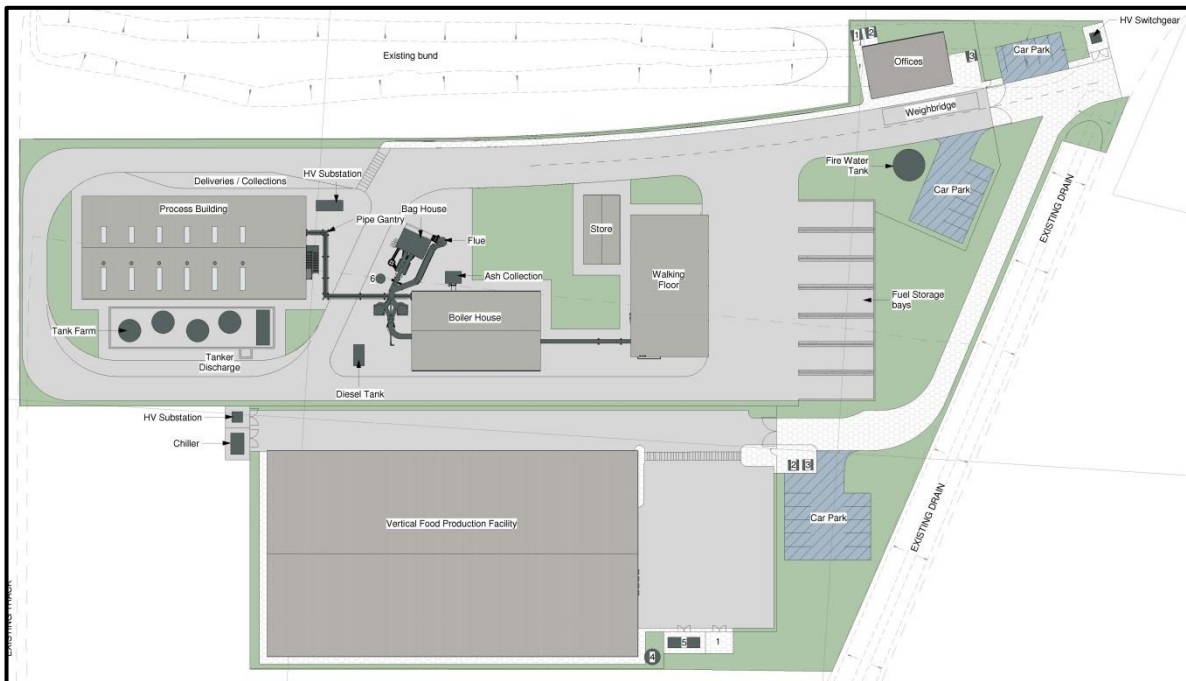 HV Switchgear
1
2
Existing bund
Offices
3
Car Park
Weighbridge
Fire Water
Tank
Car Park
EXISTING DRAIN
Deliveries / Collections
HV Substation
Process Building
Bag House
Pipe Gantry
Flue
Store
6
Ash Collection
Walking
Floor
Fuel Storage
bays
Boiler House
Tank Farm
Tanker
Discharge
Diesel Tank
HV Substation
Chiller
2
3
Vertical Food Production Facility
Car Park
EXISTING DRAIN
EXISTING TRACK
5
1
4